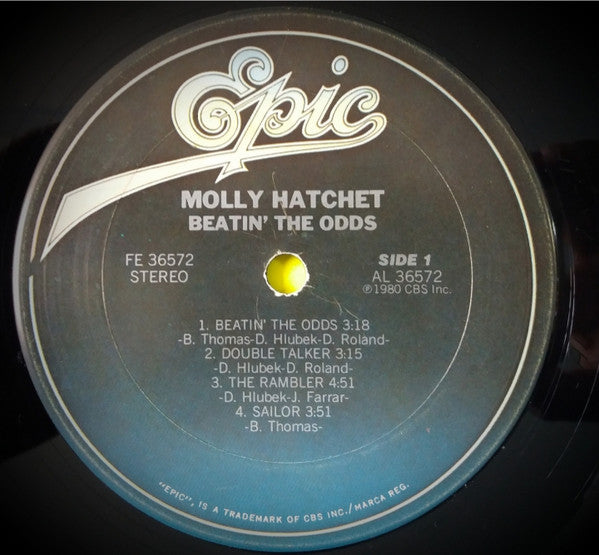 Epic
MOLLY HATCHET
BEATIN' THE ODDS
FE 36572
STEREO
SIDE 1
AL 36572
℗1980 CBS Inc.
1. BEATIN' THE ODDS 3:18
-B. Thomas-D. Hlubek-D. Roland-
2. DOUBLE TALKER 3:15
-D. Hlubek-D. Roland-
3. THE RAMBLER 4:51
-D. Hlubek-J. Farrar-
4. SAILOR 3:51
-B. Thomas-
"EPIC", IS A TRADEMARK OF CBS INC./MARCA REG.